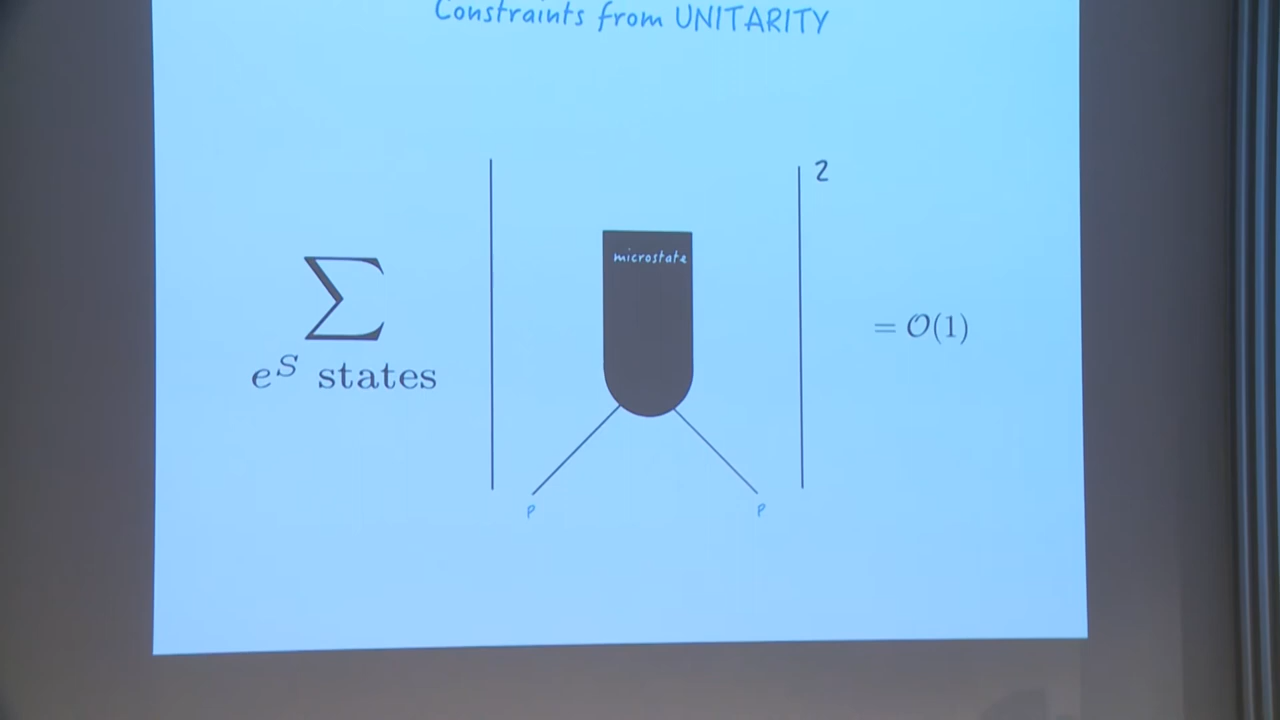 Constraints from UNITARITY
2
microstate
∑
= 𝒪(1)
e^S states
P P